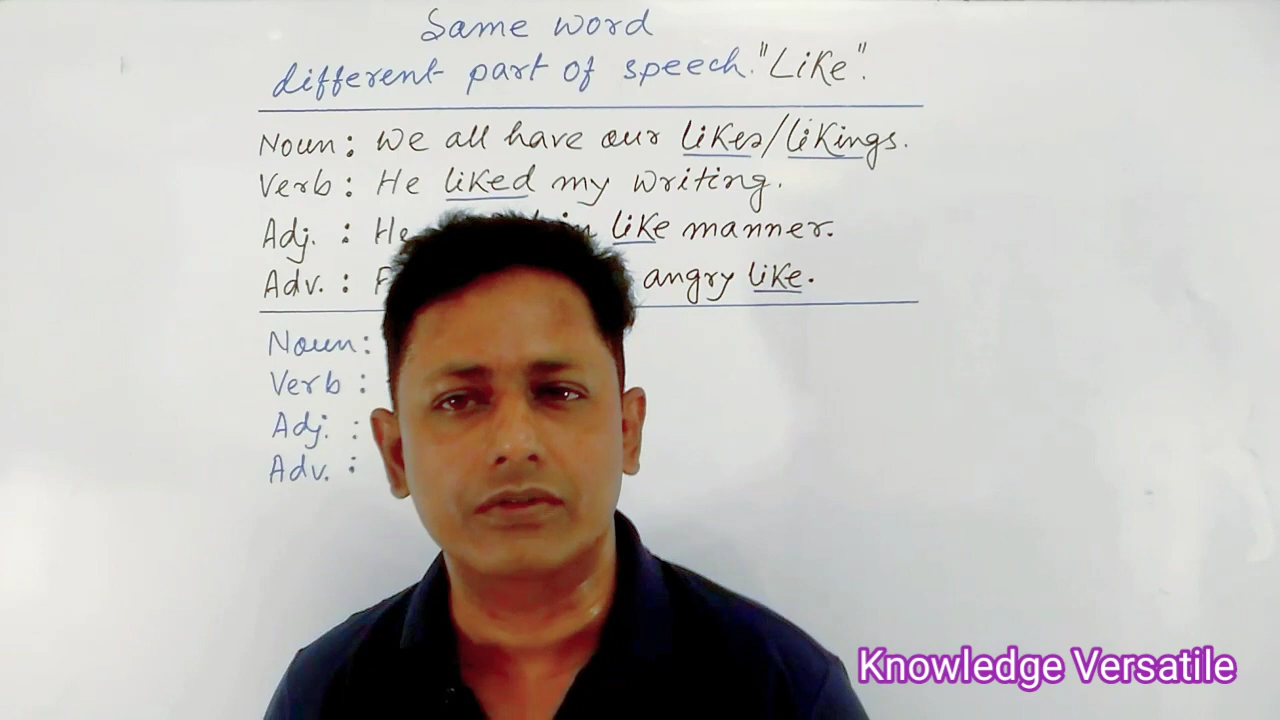 Same word
different part of speech. "Like".
Noun: We all have our likes/likings.
Verb: He liked my writing.
Adj. : He like manner.
Adv. : angry like.
Noun:
Verb :
Adj. :
Adv. :
Knowledge Versatile